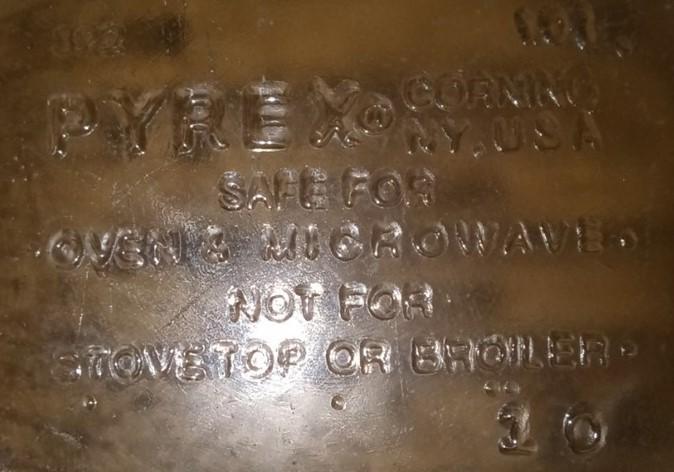 PYREX® CORNING
NY, USA
SAFE FOR
OVEN & MICROWAVE
NOT FOR
STOVETOP OR BROILER
10